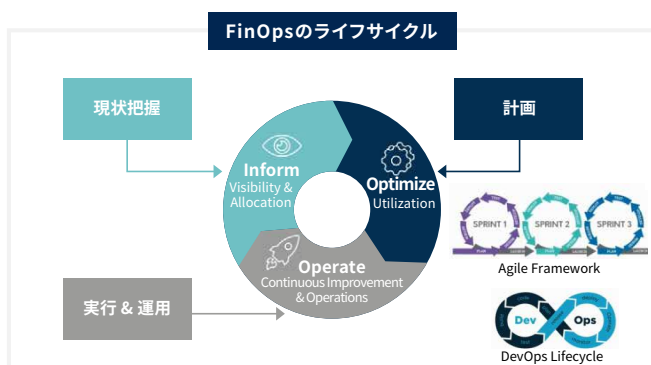 FinOpsのライフサイクル
現状把握
計画
Inform
Visibility &
Allocation
Optimize
Utilization
SPRINT 1
SPRINT 2
SPRINT 3
Agile Framework
Operate
Continuous Improvement
& Operations
実行 & 運用
Dev
Ops
DevOps Lifecycle